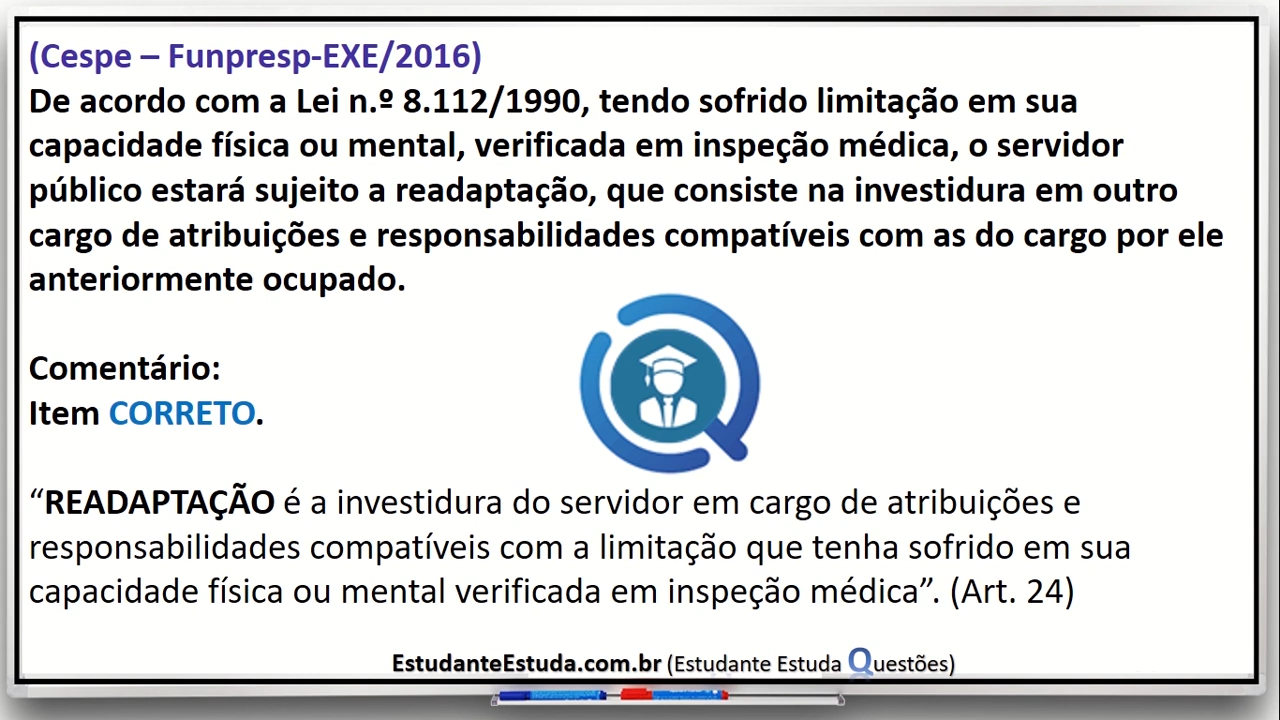 (Cespe – Funpresp-EXE/2016)
De acordo com a Lei n.º 8.112/1990, tendo sofrido limitação em sua
capacidade física ou mental, verificada em inspeção médica, o servidor
público estará sujeito a readaptação, que consiste na investidura em outro
cargo de atribuições e responsabilidades compatíveis com as do cargo por ele
anteriormente ocupado.
Comentário:
Item CORRETO.
“READAPTAÇÃO é a investidura do servidor em cargo de atribuições e
responsabilidades compatíveis com a limitação que tenha sofrido em sua
capacidade física ou mental verificada em inspeção médica”. (Art. 24)
EstudanteEstuda.com.br (Estudante Estuda Questões)